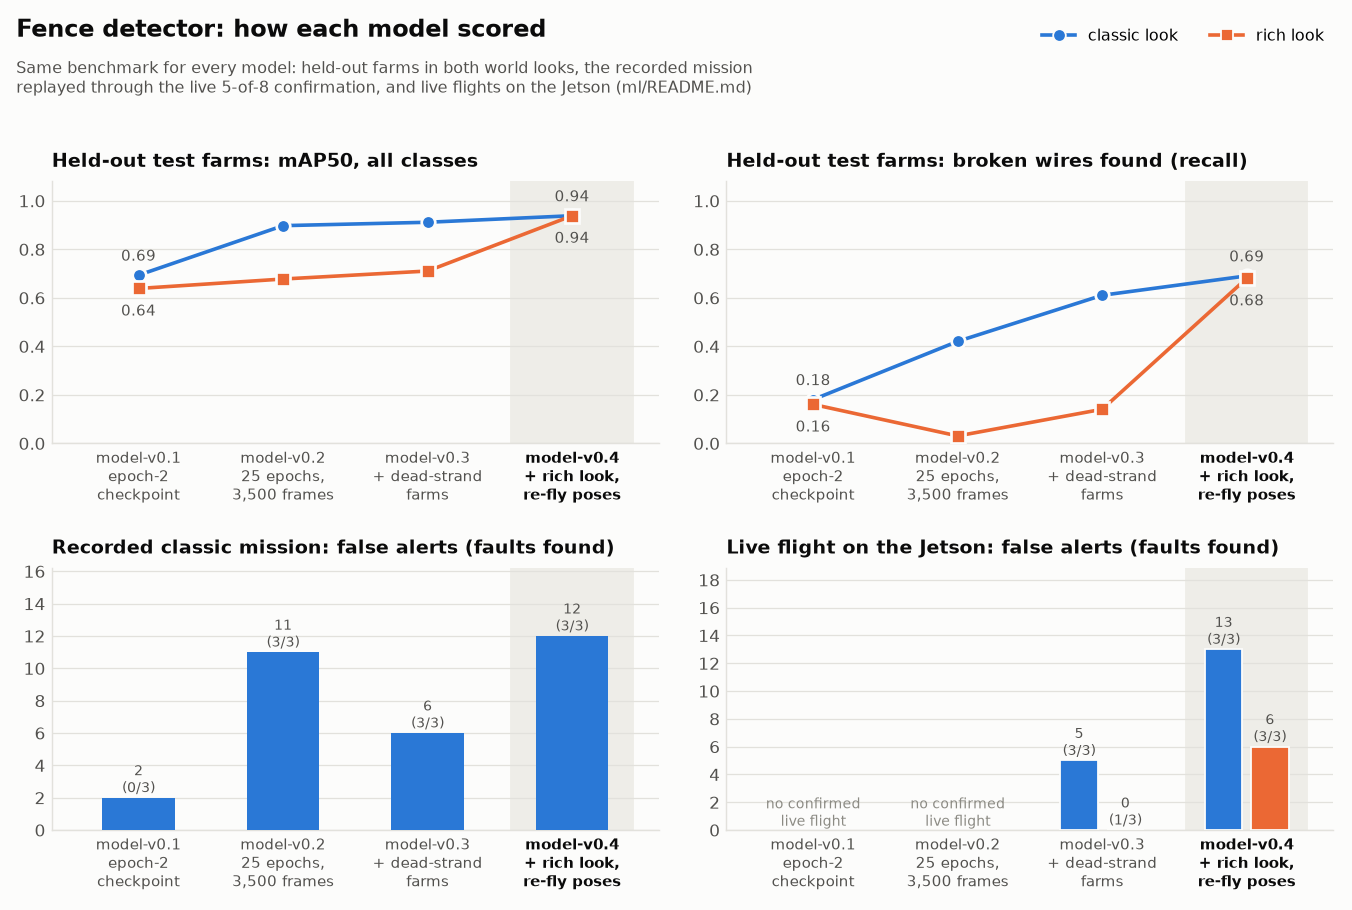 Fence detector: how each model scored
classic look
rich look
Same benchmark for every model: held-out farms in both world looks, the recorded mission
replayed through the live 5-of-8 confirmation, and live flights on the Jetson (ml/README.md)
Held-out test farms: mAP50, all classes
1.0
0.8
0.6
0.4
0.2
0.0
0.69
0.64
0.94
0.94
model-v0.1
epoch-2
checkpoint
model-v0.2
25 epochs,
3,500 frames
model-v0.3
+ dead-strand
farms
model-v0.4
+ rich look,
re-fly poses
Held-out test farms: broken wires found (recall)
1.0
0.8
0.6
0.4
0.2
0.0
0.18
0.16
0.69
0.68
model-v0.1
epoch-2
checkpoint
model-v0.2
25 epochs,
3,500 frames
model-v0.3
+ dead-strand
farms
model-v0.4
+ rich look,
re-fly poses
Recorded classic mission: false alerts (faults found)
16
14
12
10
8
6
4
2
0
2
(0/3)
11
(3/3)
6
(3/3)
12
(3/3)
model-v0.1
epoch-2
checkpoint
model-v0.2
25 epochs,
3,500 frames
model-v0.3
+ dead-strand
farms
model-v0.4
+ rich look,
re-fly poses
Live flight on the Jetson: false alerts (faults found)
18
16
14
12
10
8
6
4
2
0
no confirmed
live flight
no confirmed
live flight
5
(3/3)
0
(1/3)
13
(3/3)
6
(3/3)
model-v0.1
epoch-2
checkpoint
model-v0.2
25 epochs,
3,500 frames
model-v0.3
+ dead-strand
farms
model-v0.4
+ rich look,
re-fly poses